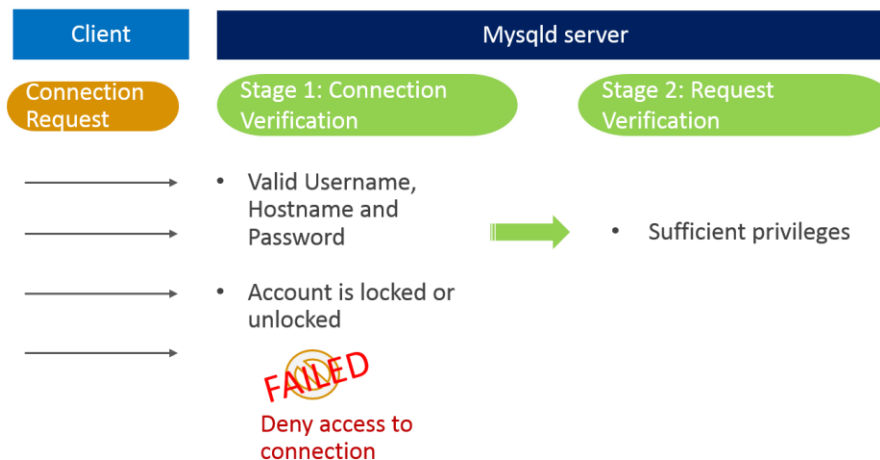 Client
Mysqld server
Connection
Request
Stage 1: Connection
Verification
Stage 2: Request
Verification
• Valid Username,
Hostname and
Password
• Sufficient privileges
• Account is locked or
unlocked
FAILED
Deny access to
connection